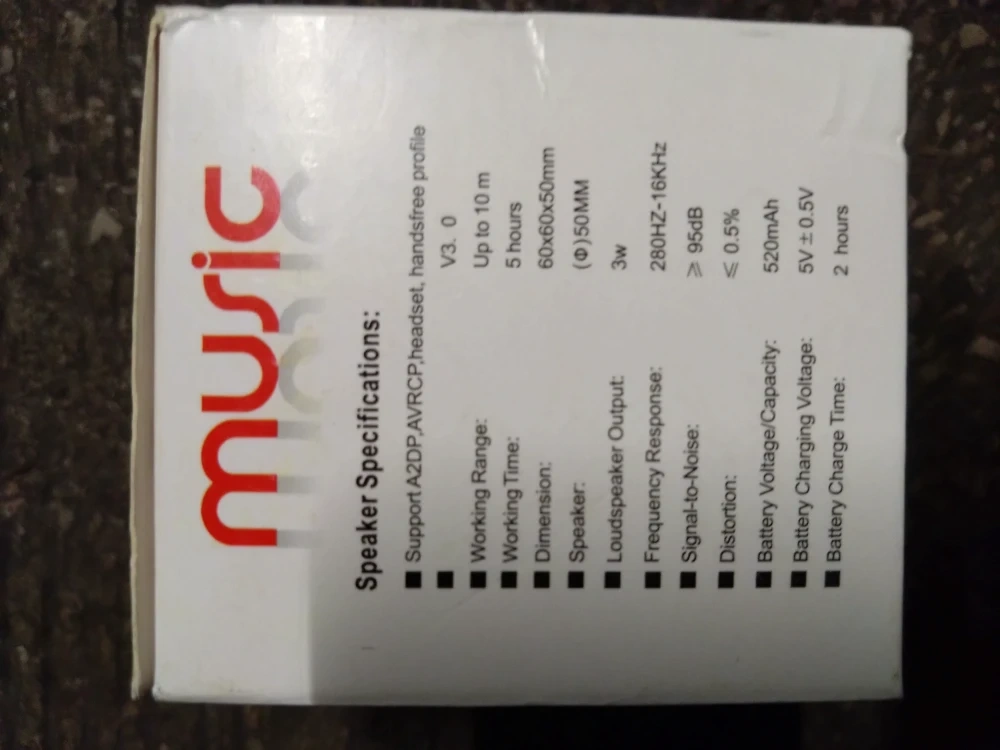 music
Speaker Specifications:
■ Support A2DP,AVRCP,headset, handsfree profile
■ V3. 0
■ Working Range: Up to 10 m
■ Working Time: 5 hours
■ Dimension: 60x60x50mm
■ Speaker: (Φ)50MM
■ Loudspeaker Output: 3w
■ Frequency Response: 280HZ-16KHz
■ Signal-to-Noise: ⩾ 95dB
■ Distortion: ⩽ 0.5%
■ Battery Voltage/Capacity: 520mAh
■ Battery Charging Voltage: 5V ± 0.5V
■ Battery Charge Time: 2 hours